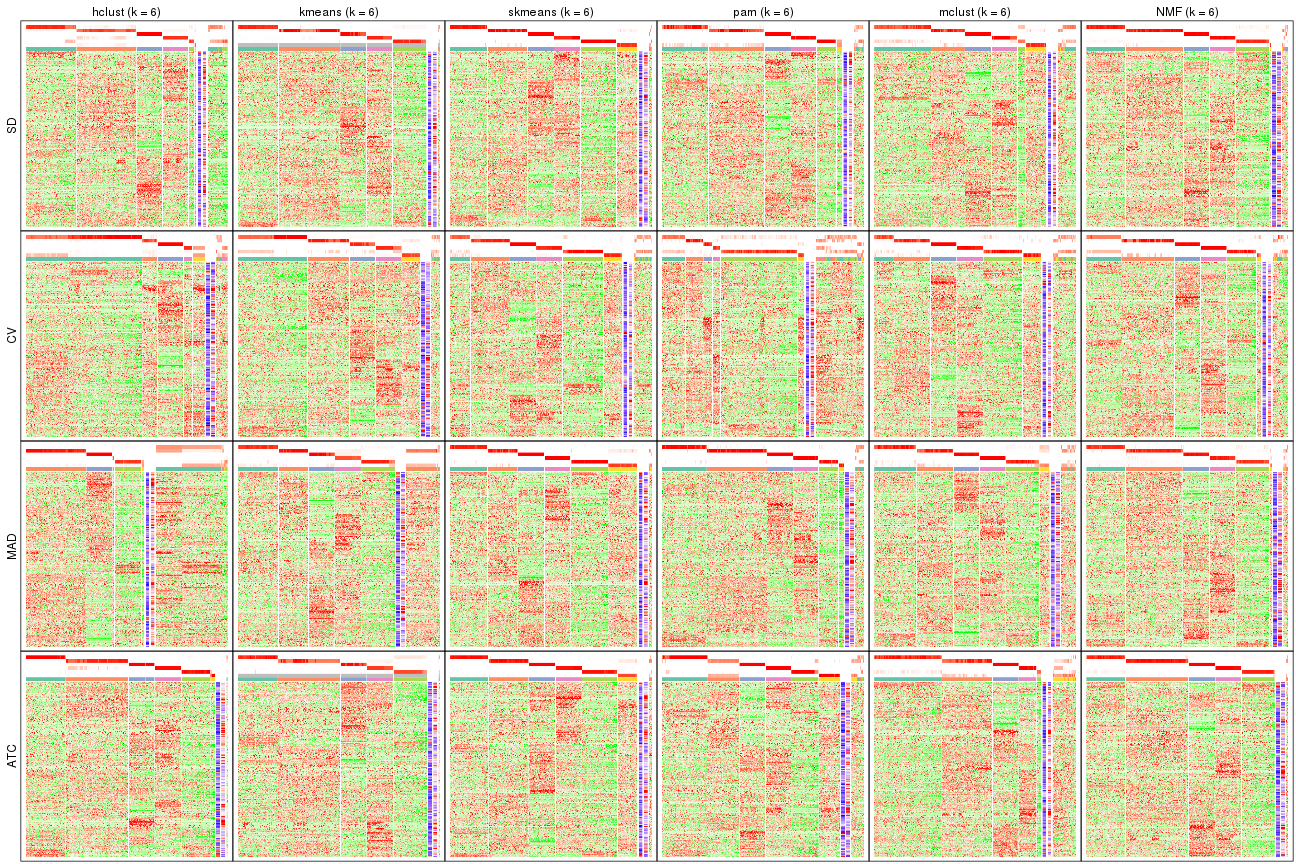 hclust (k = 6)
kmeans (k = 6)
skmeans (k = 6)
pam (k = 6)
mclust (k = 6)
NMF (k = 6)
SD
CV
MAD
ATC